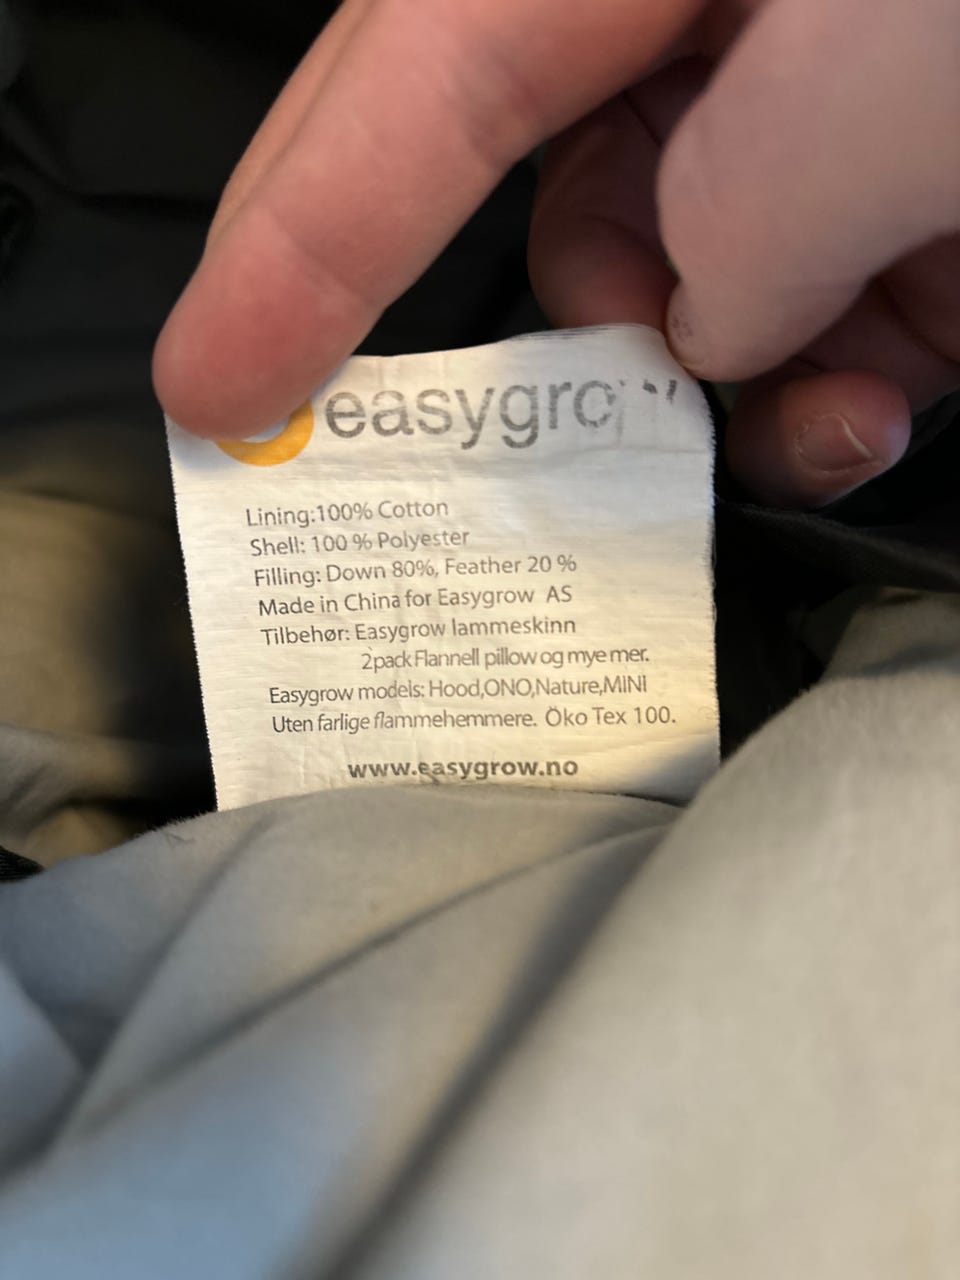 easygrow
Lining:100% Cotton
Shell: 100 % Polyester
Filling: Down 80%, Feather 20 %
Made in China for Easygrow AS
Tilbehør: Easygrow lammeskinn
2pack Flannell pillow og mye mer.
Easygrow models: Hood,ONO,Nature,MINI
Uten farlige flammehemmere. Öko Tex 100.
www.easygrow.no